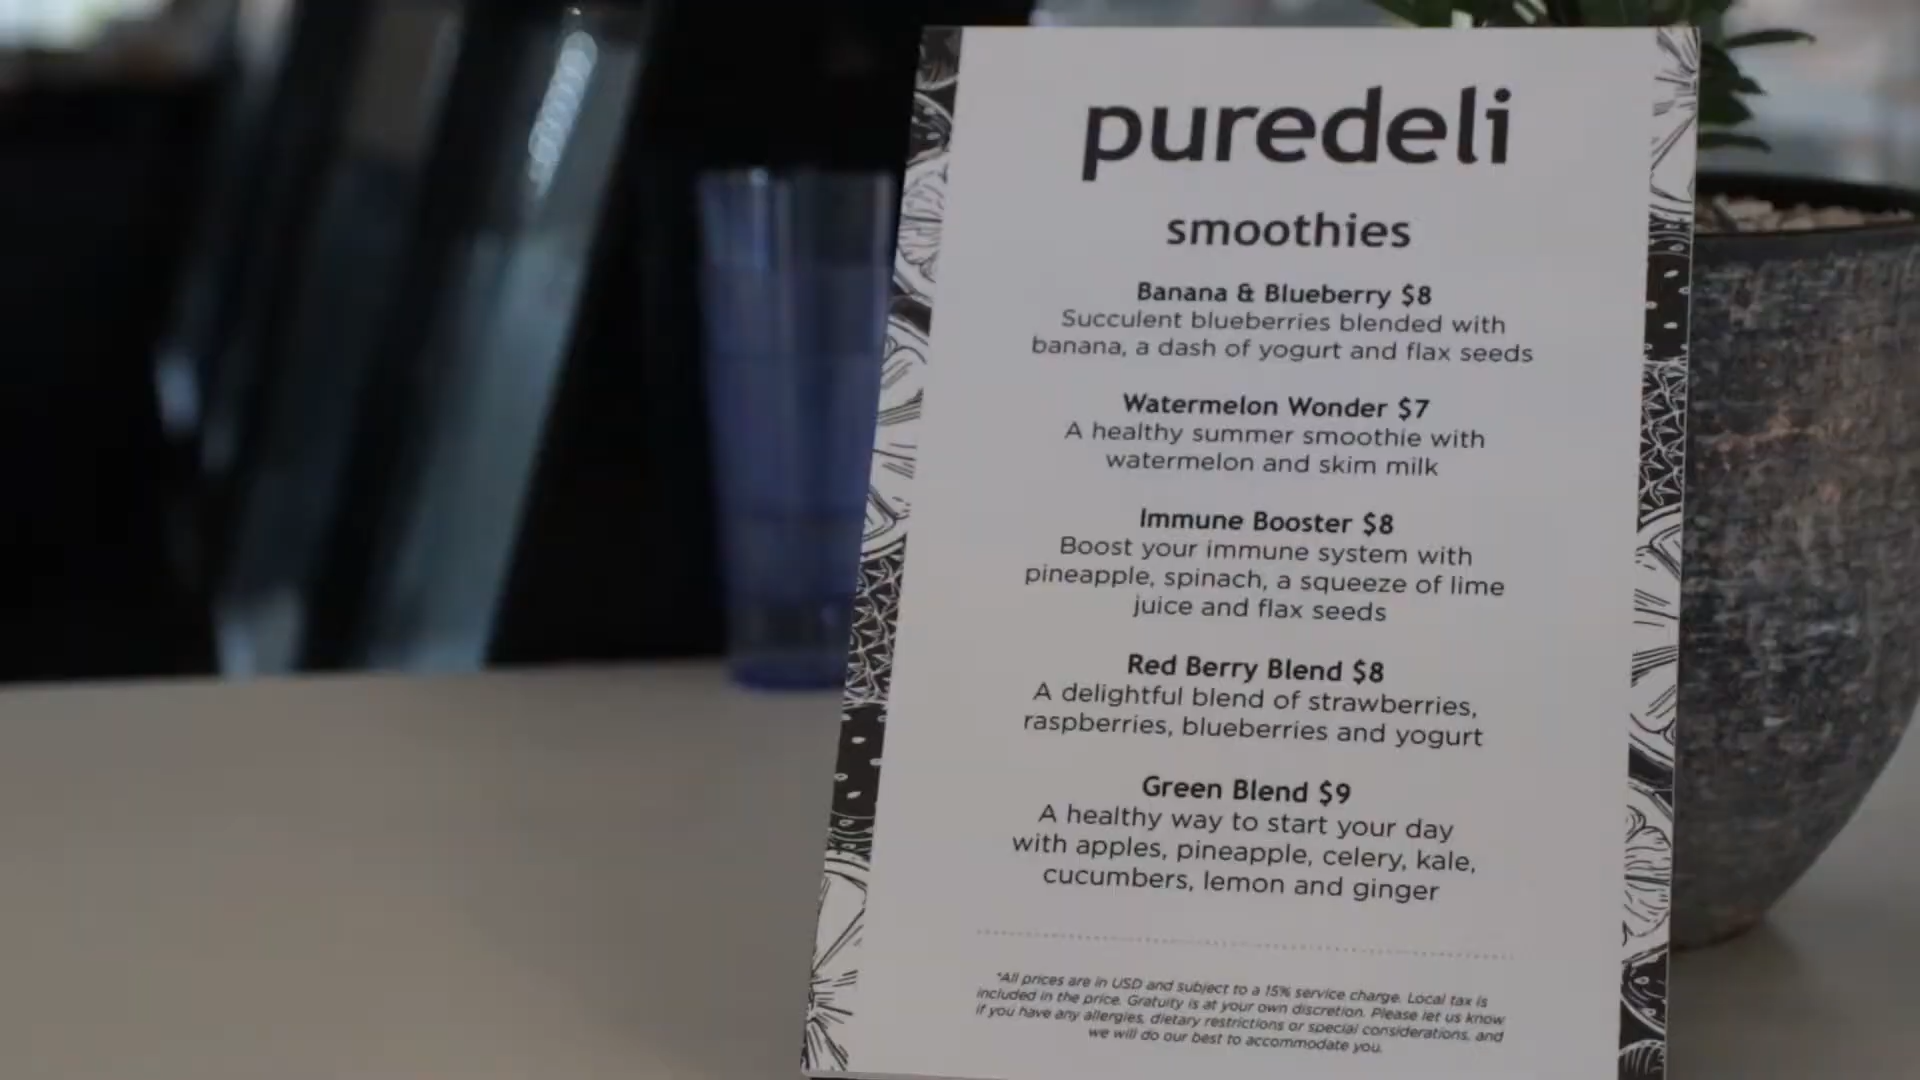 puredeli
smoothies
Banana & Blueberry $8
Succulent blueberries blended with
banana, a dash of yogurt and flax seeds
Watermelon Wonder $7
A healthy summer smoothie with
watermelon and skim milk
Immune Booster $8
Boost your immune system with
pineapple, spinach, a squeeze of lime
juice and flax seeds
Red Berry Blend $8
A delightful blend of strawberries,
raspberries, blueberries and yogurt
Green Blend $9
A healthy way to start your day
with apples, pineapple, celery, kale,
cucumbers, lemon and ginger
*All prices are in USD and subject to a 15% service charge. Local tax is
included in the price. Gratuity is at your own discretion. Please let us know
if you have any allergies, dietary restrictions or special considerations, and
we will do our best to accommodate you.